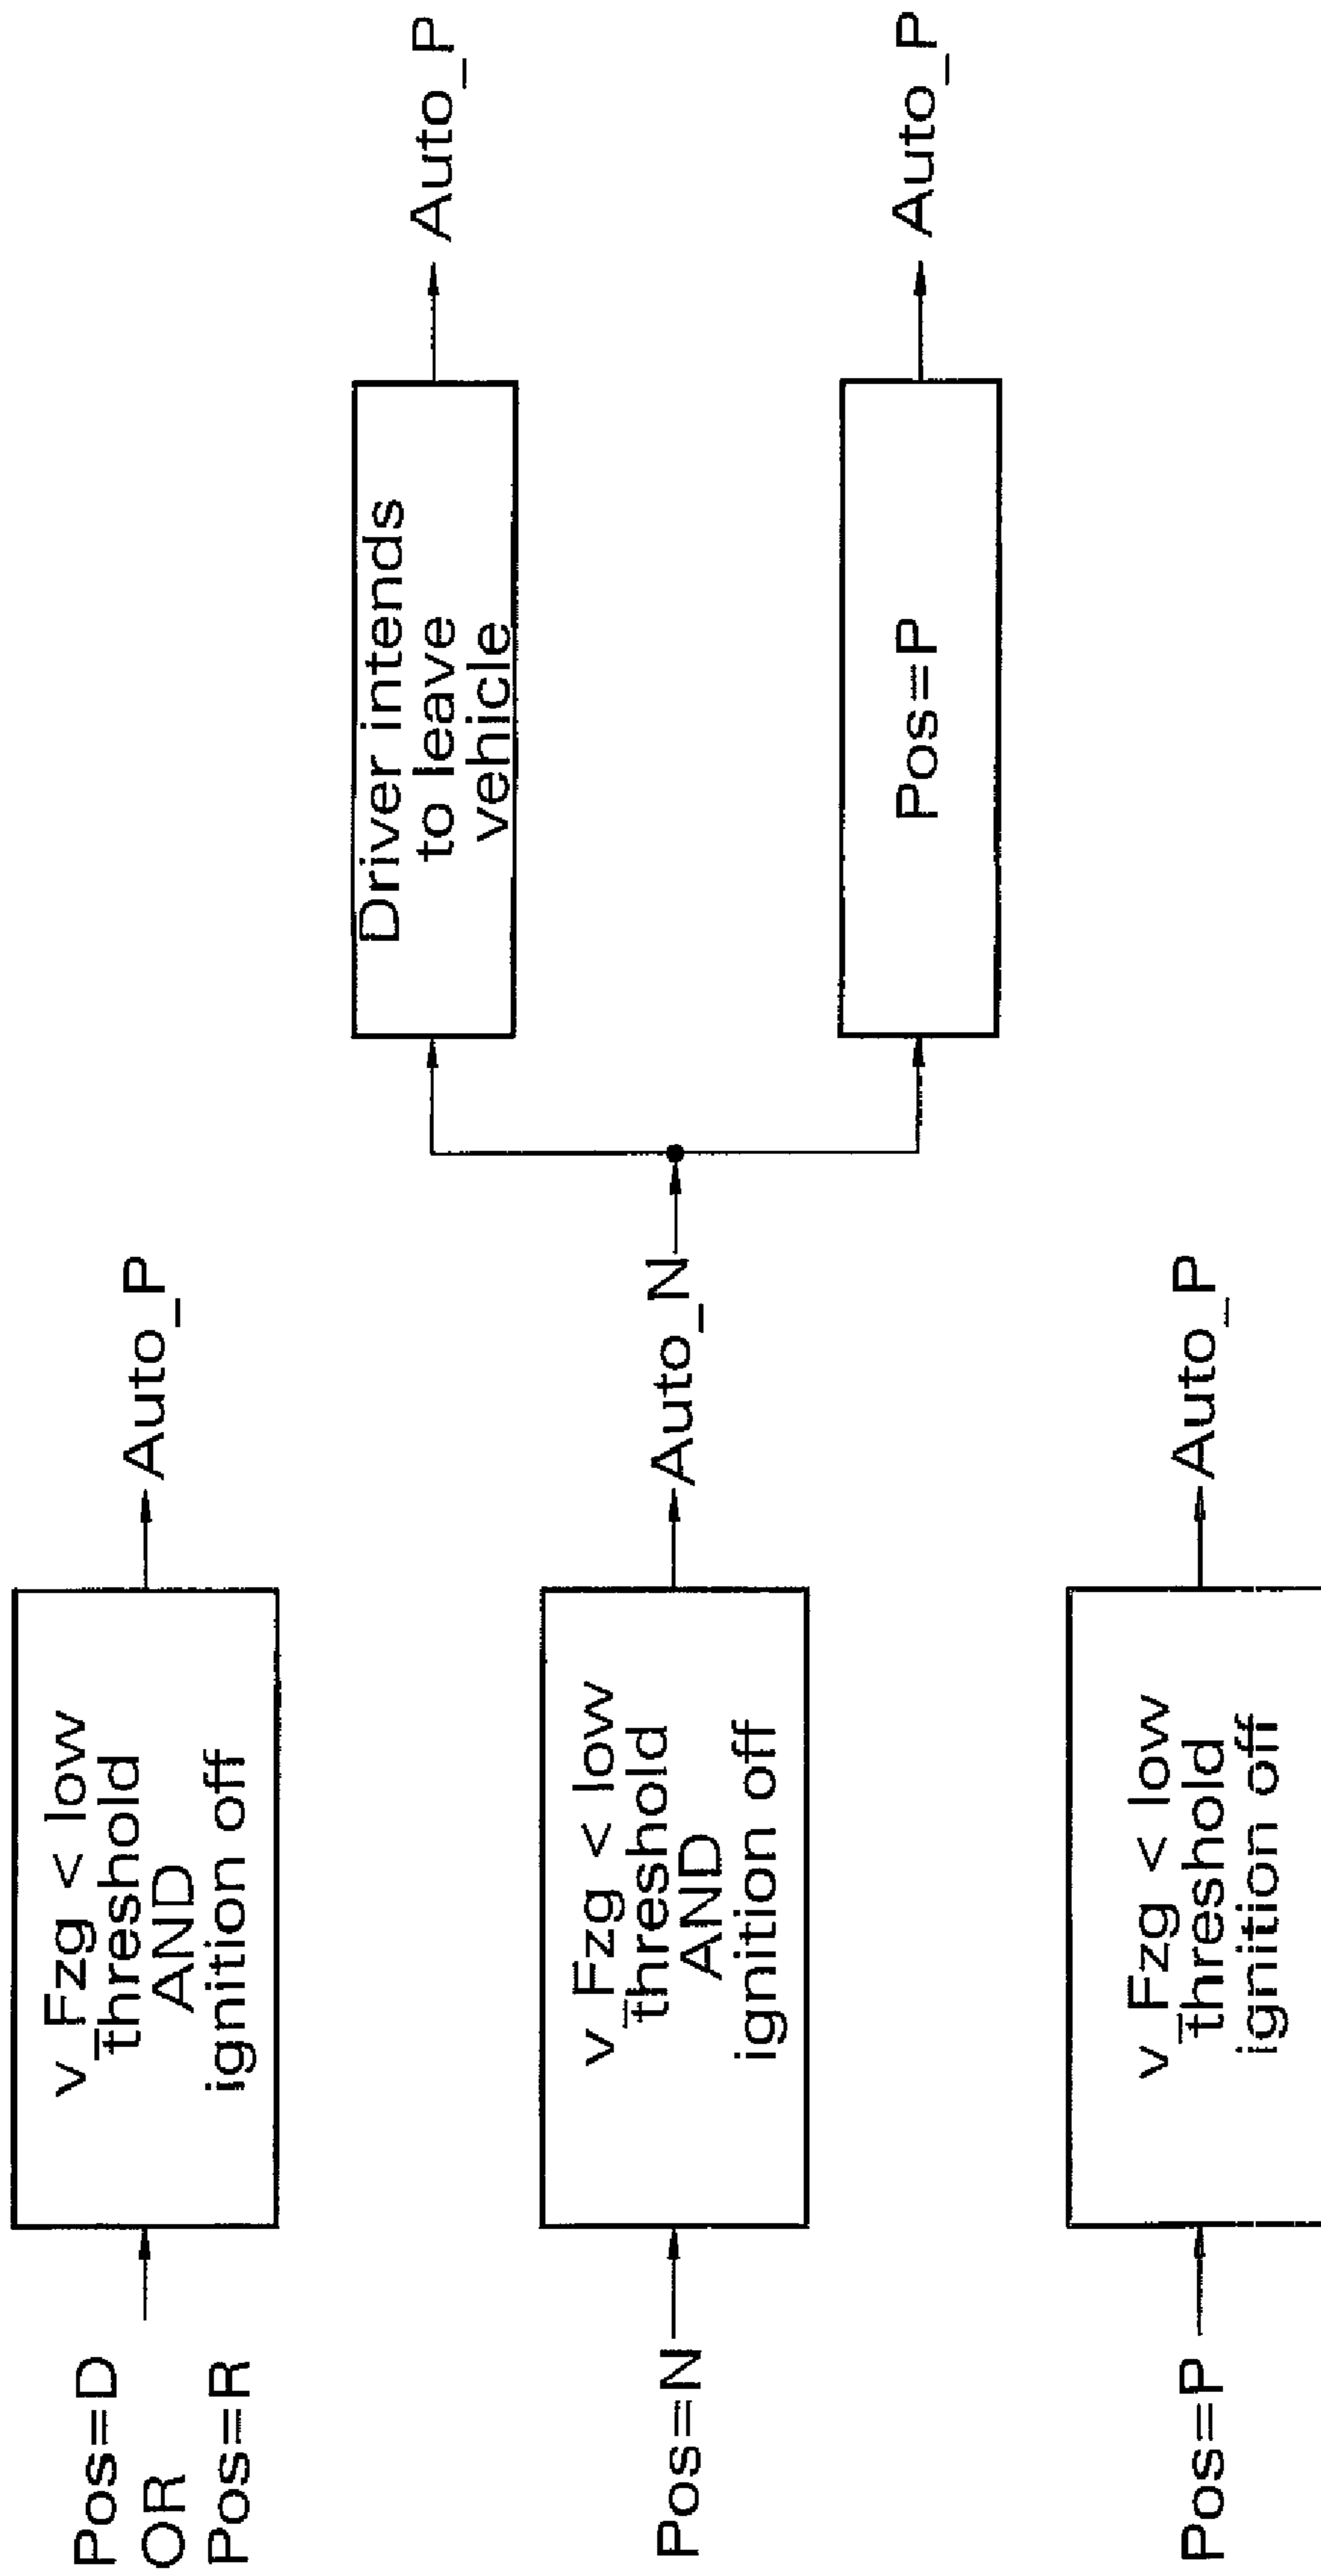 Pos=D
OR
Pos=R
v_Fzg < low
threshold
AND
ignition off
Auto_P
Pos=N
v_Fzg < low
threshold
AND
ignition off
Auto_N
Driver intends
to leave
vehicle
Auto_P
Pos=P
Auto_P
Pos=P
v_Fzg < low
threshold
ignition off
Auto_P